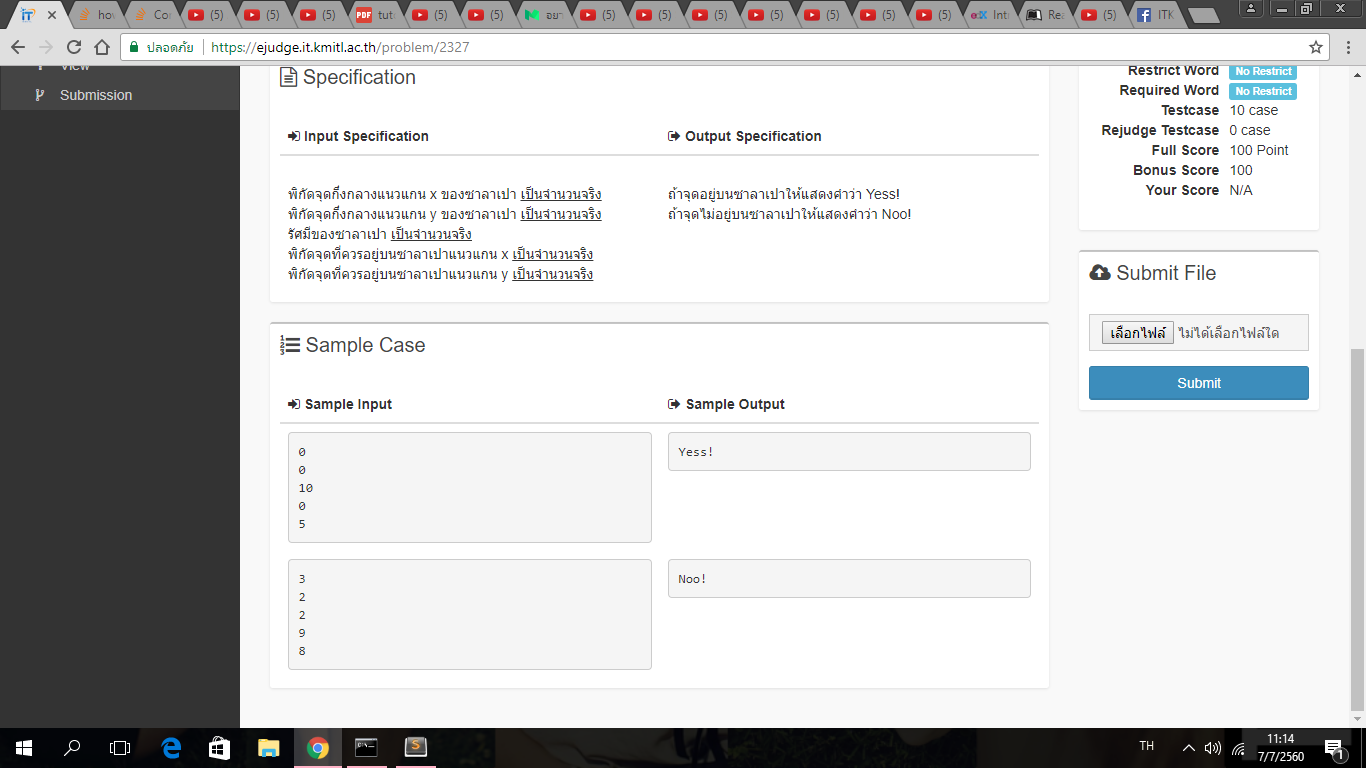 how
Co
(5)
(5)
(5)
PDF tut
(5)
(5)
อย
(5)
(5)
(5)
(5)
(5)
(5)
(5)
Int
Rea
(5)
ITK
ปลอดภัย
https://ejudge.it.kmitl.ac.th/problem/2327
View
Submission
Specification
Input Specification
Output Specification
พิกัดจุดกึ่งกลางแนวแกน x ของซาลาเปา เป็นจำนวนจริง
พิกัดจุดกึ่งกลางแนวแกน y ของซาลาเปา เป็นจำนวนจริง
รัศมีของซาลาเปา เป็นจำนวนจริง
พิกัดจุดที่ควรอยู่บนซาลาเปาแนวแกน x เป็นจำนวนจริง
พิกัดจุดที่ควรอยู่บนซาลาเปาแนวแกน y เป็นจำนวนจริง
ถ้าจุดอยู่บนซาลาเปาให้แสดงคำว่า Yess!
ถ้าจุดไม่อยู่บนซาลาเปาให้แสดงคำว่า Noo!
Sample Case
Sample Input
Sample Output
0
0
10
0
5
Yess!
3
2
2
9
8
Noo!
Restrict Word No Restrict
Required Word No Restrict
Testcase 10 case
Rejudge Testcase 0 case
Full Score 100 Point
Bonus Score 100
Your Score N/A
Submit File
เลือกไฟล์ ไม่ได้เลือกไฟล์ใด
Submit
TH
11:14
7/7/2560
1